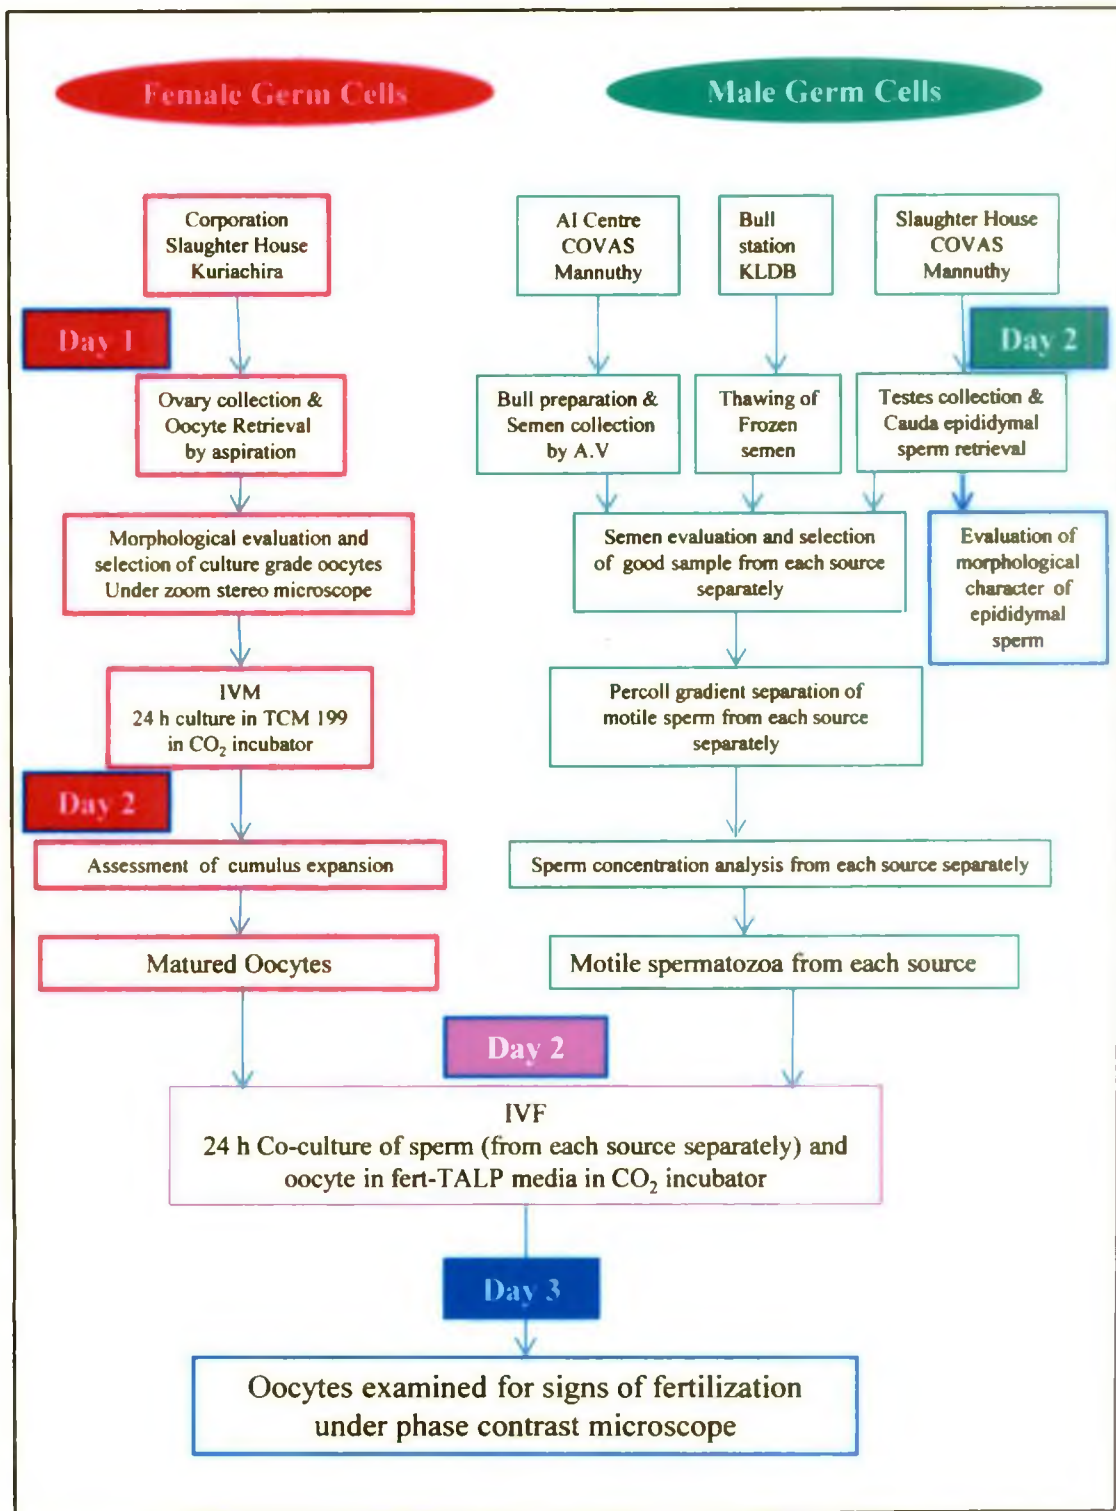 Female Germ Cells
Male Germ Cells
Corporation
Slaughter House
Kuriachira
AI Centre
COVAS
Mannuthy
Bull
station
KLDB
Slaughter House
COVAS
Mannuthy
Day 1
Day 2
Ovary collection &
Oocyte Retrieval
by aspiration
Bull preparation &
Semen collection
by A.V
Thawing of
Frozen
semen
Testes collection &
Cauda epididymal
sperm retrieval
Morphological evaluation and
selection of culture grade oocytes
Under zoom stereo microscope
Semen evaluation and selection
of good sample from each source
separately
Evaluation of
morphological
character of
epididymal
sperm
IVM
24 h culture in TCM 199
in CO₂ incubator
Percoll gradient separation of
motile sperm from each source
separately
Day 2
Assessment of cumulus expansion
Sperm concentration analysis from each source separately
Matured Oocytes
Motile spermatozoa from each source
Day 2
IVF
24 h Co-culture of sperm (from each source separately) and
oocyte in fert-TALP media in CO₂ incubator
Day 3
Oocytes examined for signs of fertilization
under phase contrast microscope